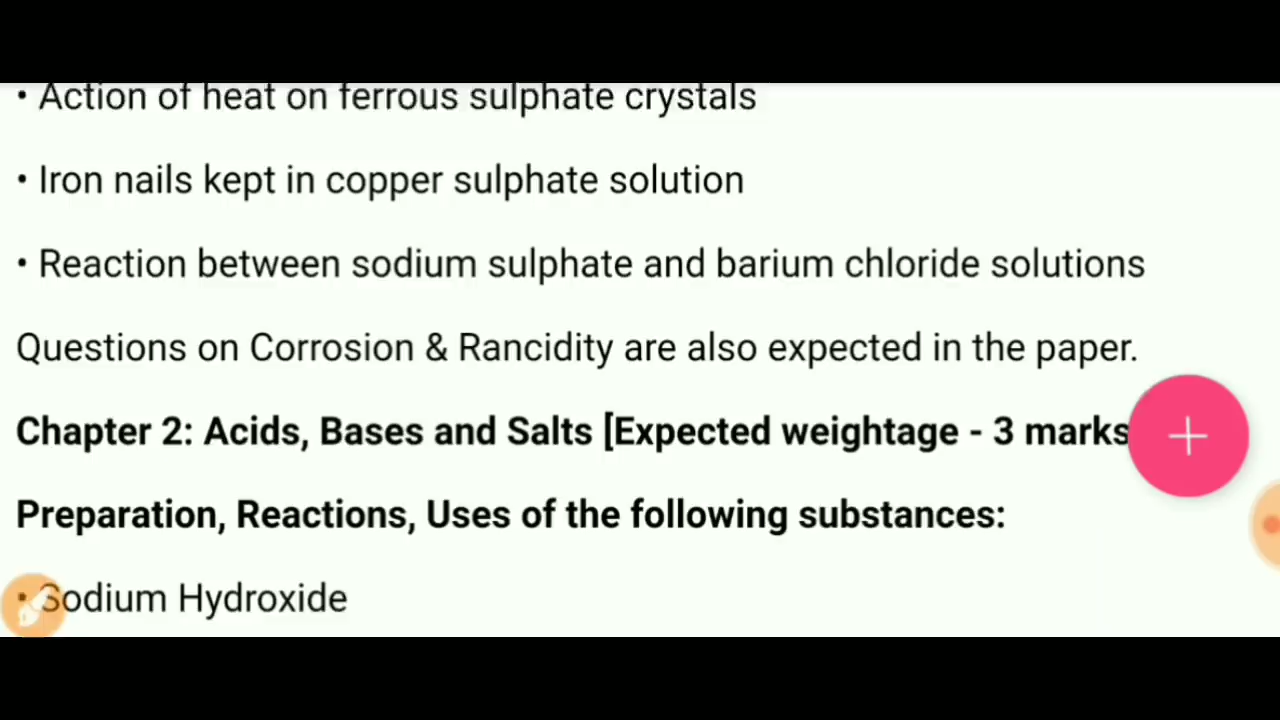 • Action of heat on ferrous sulphate crystals
• Iron nails kept in copper sulphate solution
• Reaction between sodium sulphate and barium chloride solutions
Questions on Corrosion & Rancidity are also expected in the paper.
Chapter 2: Acids, Bases and Salts [Expected weightage - 3 marks
Preparation, Reactions, Uses of the following substances:
• Sodium Hydroxide